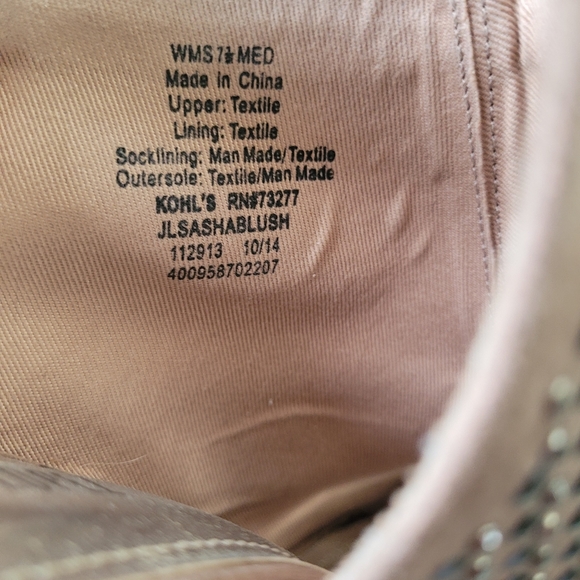 WMS 7½ MED
Made in China
Upper: Textile
Lining: Textile
Socklining: Man Made/Textile
Outersole: Textile/Man Made
KOHL'S RN#73277
JLSASHABLUSH
112913 10/14
400958702207